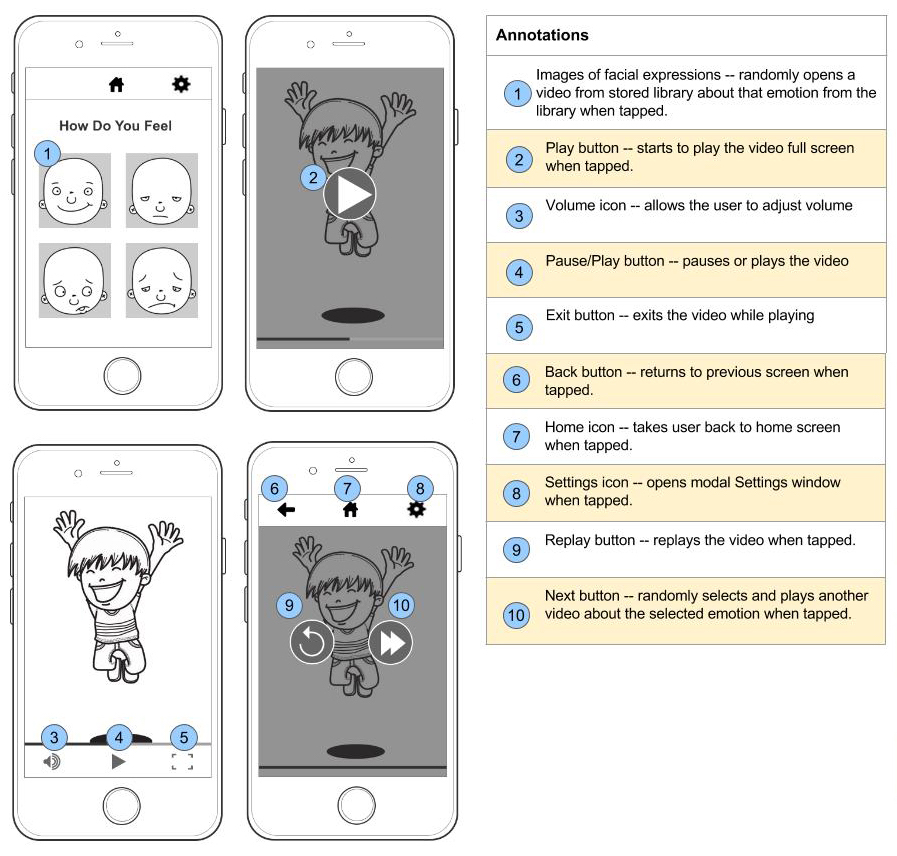 How Do You Feel
1
2
3
4
5
6
7
8
9
10
Annotations
1
Images of facial expressions -- randomly opens a
video from stored library about that emotion from the
library when tapped.
2
Play button -- starts to play the video full screen
when tapped.
3
Volume icon -- allows the user to adjust volume
4
Pause/Play button -- pauses or plays the video
5
Exit button -- exits the video while playing
6
Back button -- returns to previous screen when
tapped.
7
Home icon -- takes user back to home screen
when tapped.
8
Settings icon -- opens modal Settings window
when tapped.
9
Replay button -- replays the video when tapped.
10
Next button -- randomly selects and plays another
video about the selected emotion when tapped.